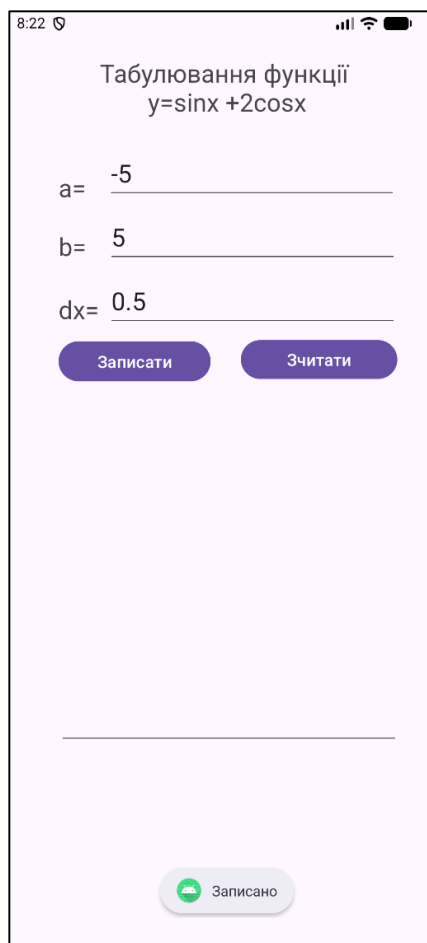 8:22
Табулювання функції
y=sinx +2cosx
a= -5
b= 5
dx= 0.5
Записати Зчитати
Записано